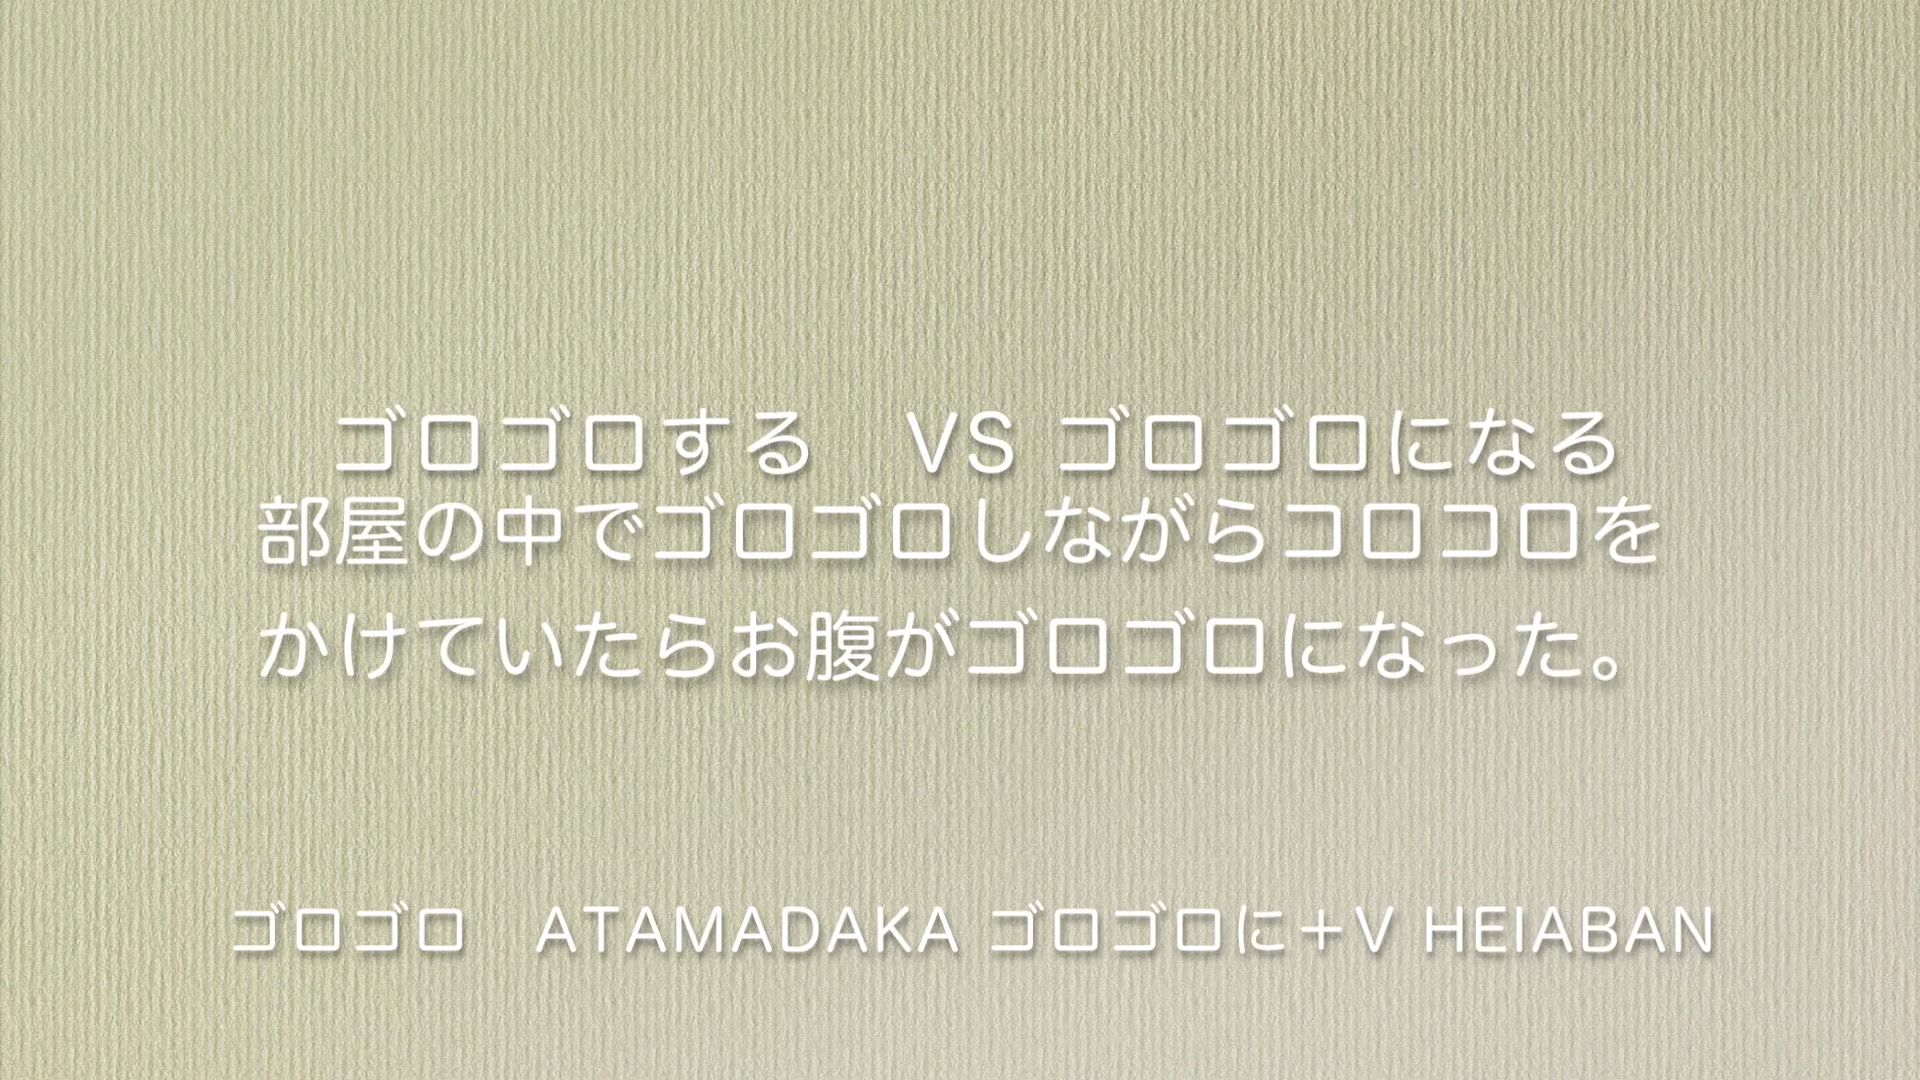 ゴロゴロする　VS ゴロゴロになる
部屋の中でゴロゴロしながらコロコロを
かけていたらお腹がゴロゴロになった。
ゴロゴロ　ATAMADAKA ゴロゴロに＋V HEIABAN